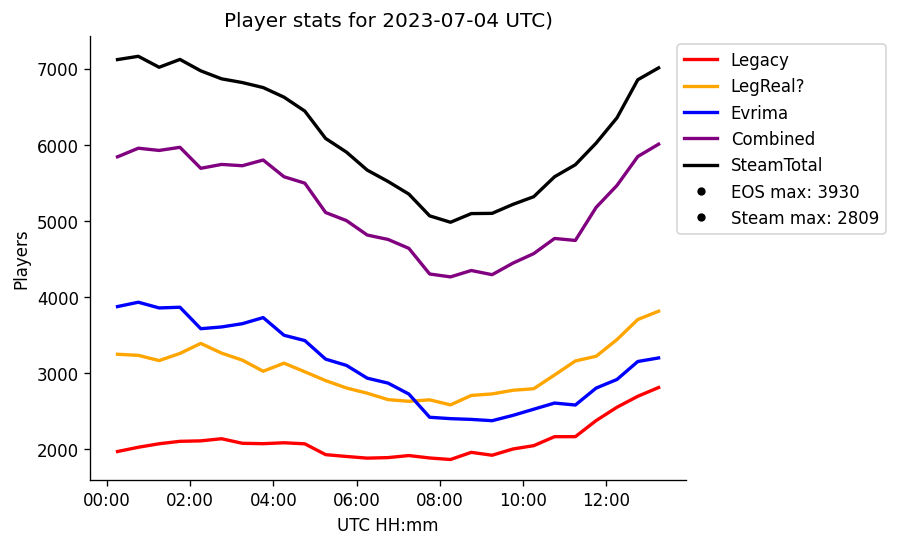 Player stats for 2023-07-04 UTC)
Legacy
LegReal?
Evrima
Combined
SteamTotal
EOS max: 3930
Steam max: 2809
Players
7000
6000
5000
4000
3000
2000
00:00 02:00 04:00 06:00 08:00 10:00 12:00
UTC HH:mm